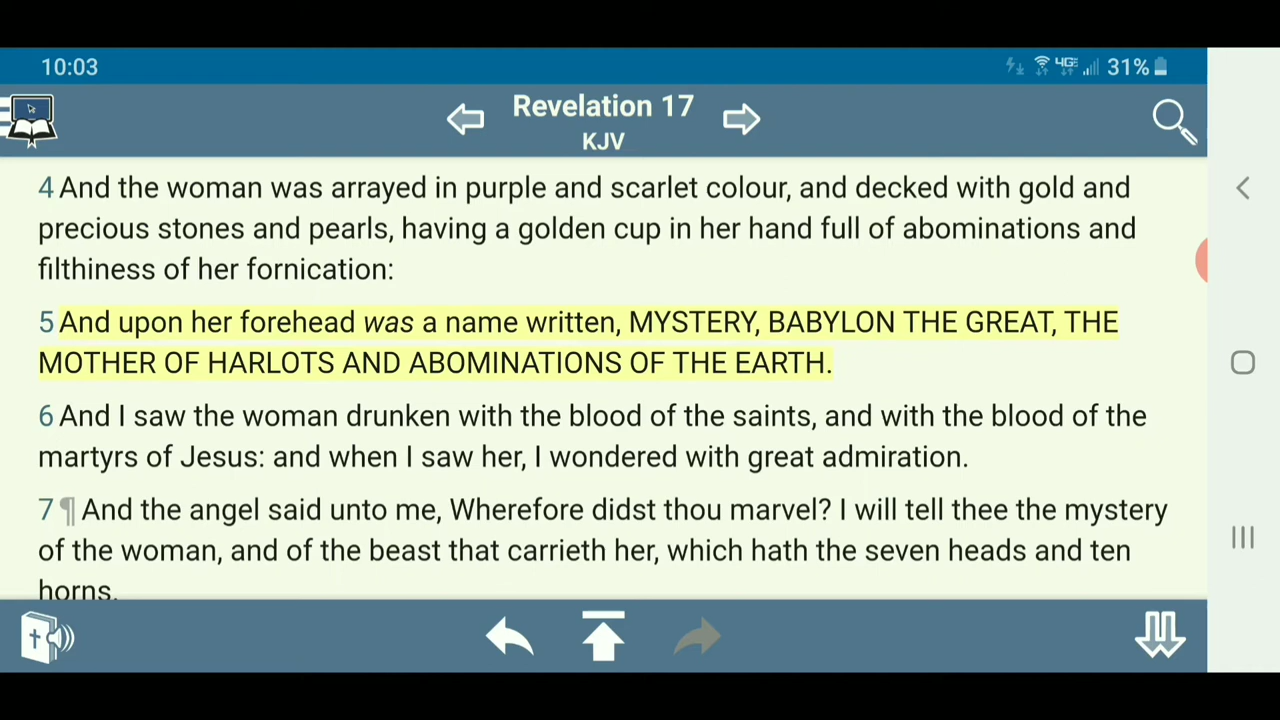 10:03
4GE 31%
Revelation 17
KJV
4 And the woman was arrayed in purple and scarlet colour, and decked with gold and
precious stones and pearls, having a golden cup in her hand full of abominations and
filthiness of her fornication:
5 And upon her forehead was a name written, MYSTERY, BABYLON THE GREAT, THE
MOTHER OF HARLOTS AND ABOMINATIONS OF THE EARTH.
6 And I saw the woman drunken with the blood of the saints, and with the blood of the
martyrs of Jesus: and when I saw her, I wondered with great admiration.
7 ¶ And the angel said unto me, Wherefore didst thou marvel? I will tell thee the mystery
of the woman, and of the beast that carrieth her, which hath the seven heads and ten
horns.